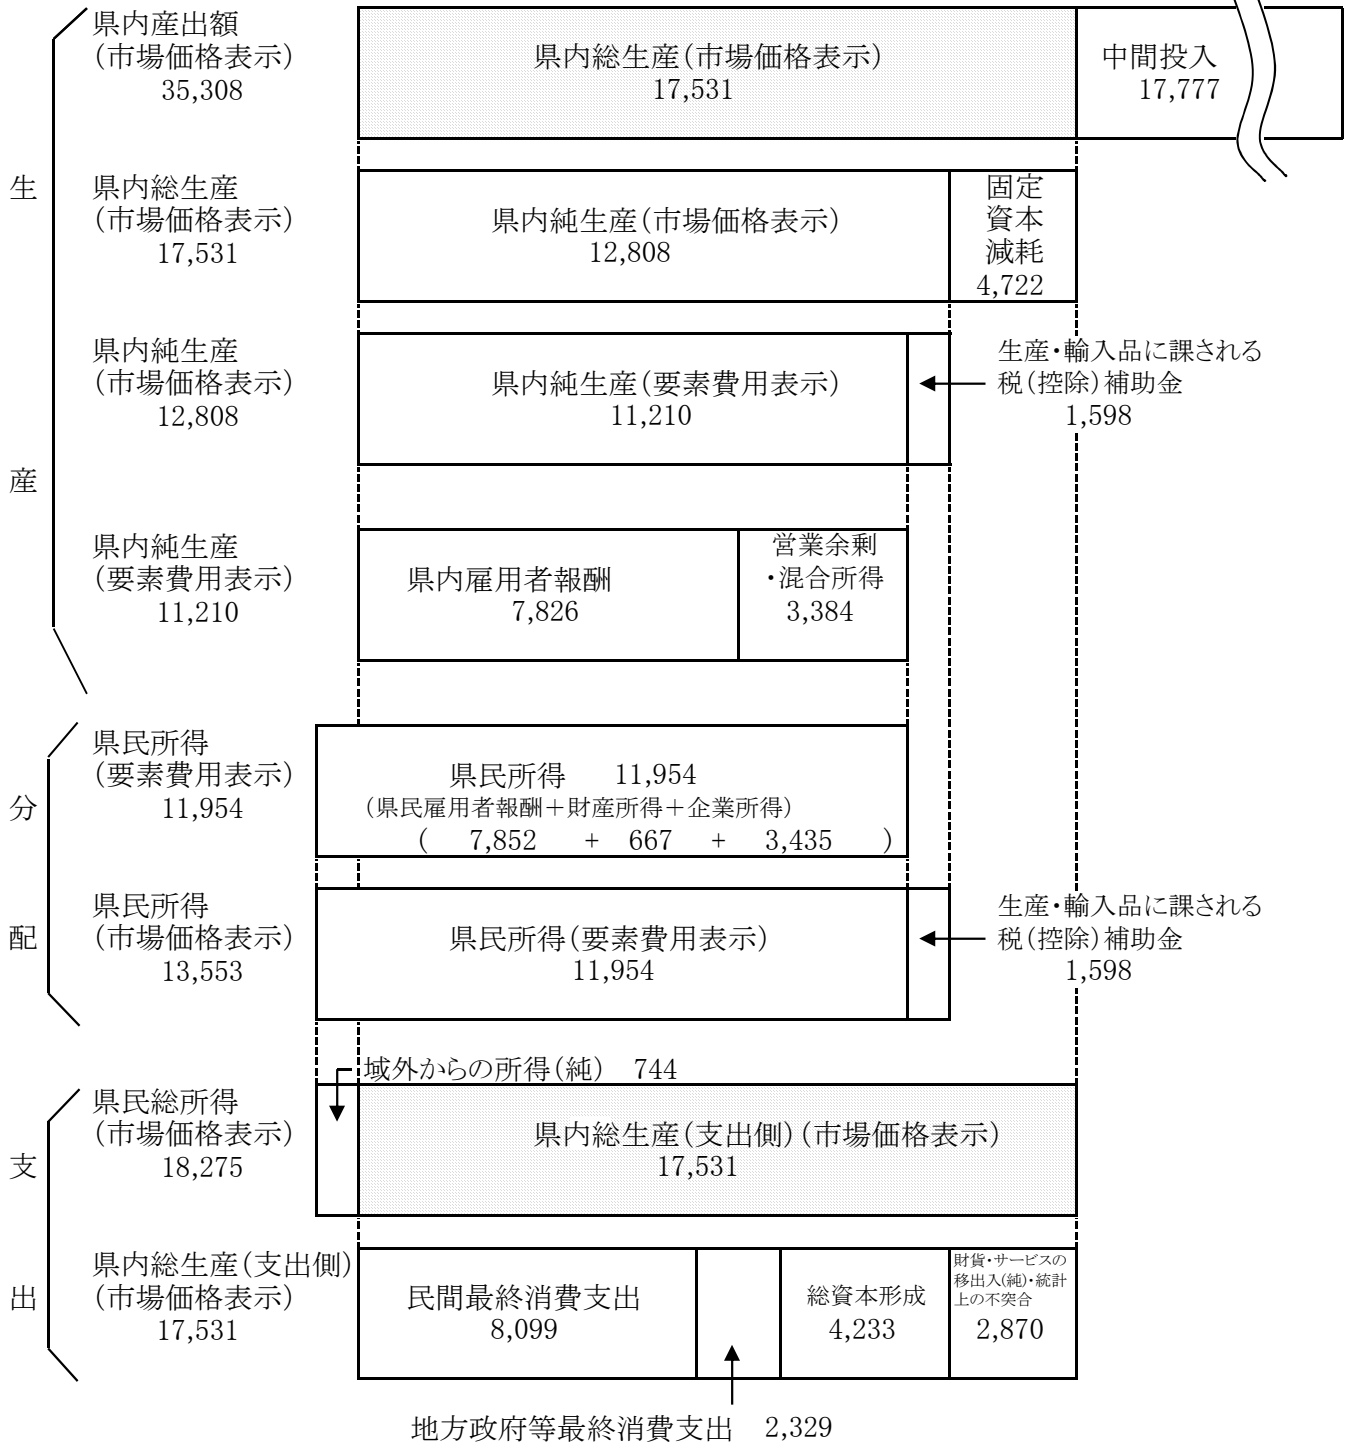 県内産出額
(市場価格表示)
35,308
県内総生産(市場価格表示)
17,531
中間投入
17,777
生
県内総生産
(市場価格表示)
17,531
県内純生産(市場価格表示)
12,808
固定
資本
減耗
4,722
県内純生産
(市場価格表示)
12,808
県内純生産(要素費用表示)
11,210
生産・輸入品に課される
税(控除)補助金
1,598
産
県内純生産
(要素費用表示)
11,210
県内雇用者報酬
7,826
営業余剰
・混合所得
3,384
分
県民所得
(要素費用表示)
11,954
県民所得 11,954
(県民雇用者報酬+財産所得+企業所得)
( 7,852 + 667 + 3,435 )
配
県民所得
(市場価格表示)
13,553
県民所得(要素費用表示)
11,954
生産・輸入品に課される
税(控除)補助金
1,598
域外からの所得(純) 744
支
県民総所得
(市場価格表示)
18,275
県内総生産(支出側)(市場価格表示)
17,531
出
県内総生産(支出側)
(市場価格表示)
17,531
民間最終消費支出
8,099
総資本形成
4,233
財貨・サービスの
移出入(純)・統計
上の不突合
2,870
地方政府等最終消費支出 2,329